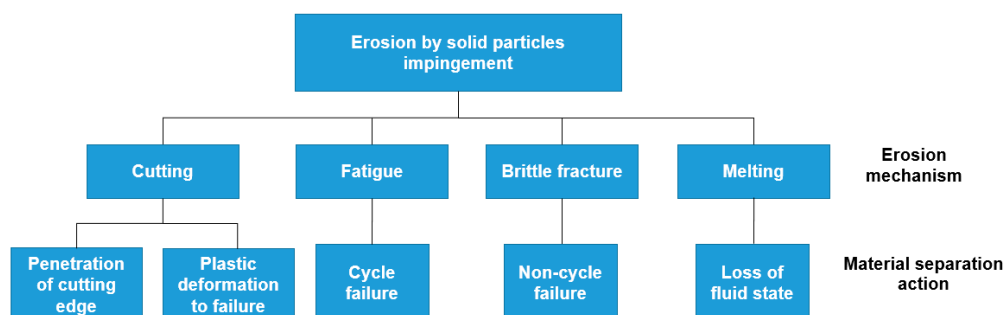 Erosion by solid particles
impingement
Cutting
Fatigue
Brittle fracture
Melting
Erosion
mechanism
Penetration
of cutting
edge
Plastic
deformation
to failure
Cycle
failure
Non-cycle
failure
Loss of
fluid state
Material separation
action